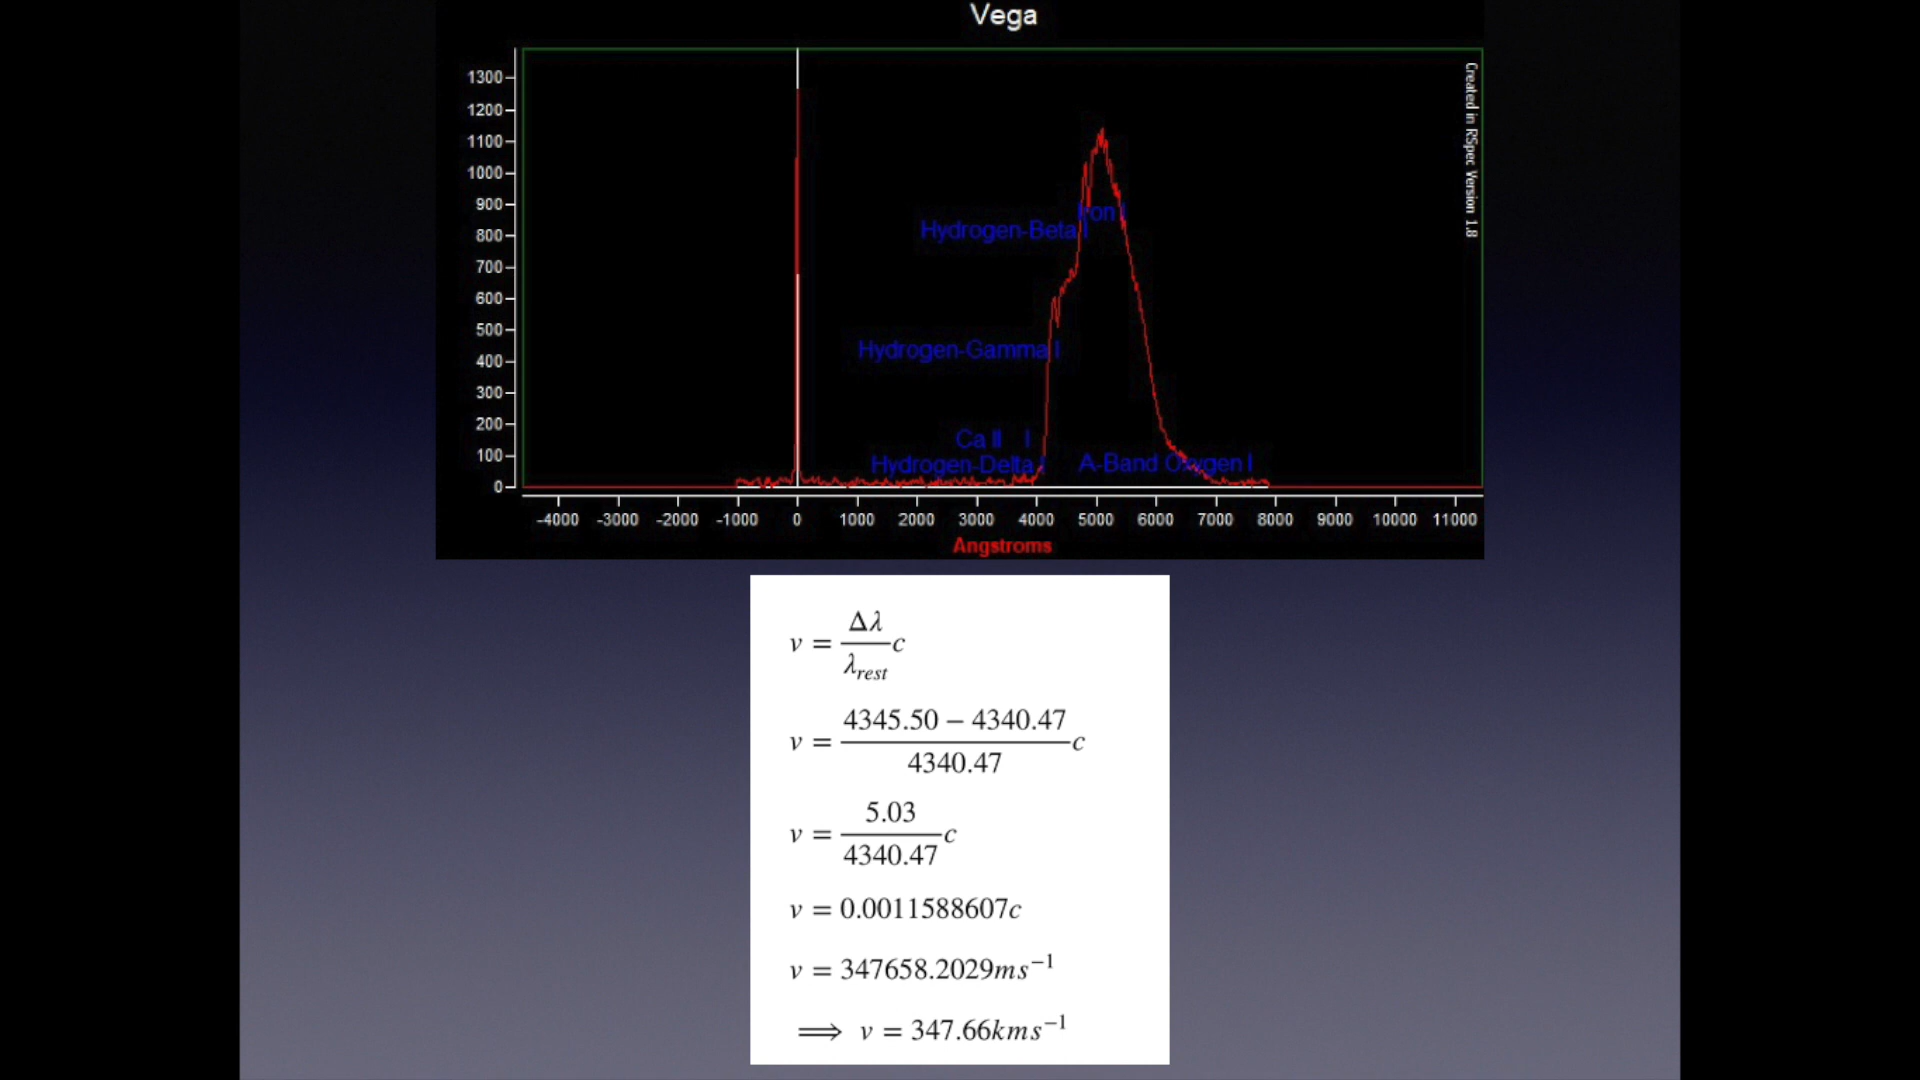 Vega
1300
1200
1100
1000
900
800
700
600
500
400
300
200
100
0
Created in RSpec Version 1.8
Iron I
Hydrogen-Beta I
Hydrogen-Gamma I
Ca II I
Hydrogen-Delta I
A-Band Oxygen I
-4000 -3000 -2000 -1000 0 1000 2000 3000 4000 5000 6000 7000 8000 9000 10000 11000
Angstroms
v = Δλ/λ_rest c
v = (4345.50 − 4340.47)/4340.47 c
v = 5.03/4340.47 c
v = 0.0011588607c
v = 347658.2029ms⁻¹
⟹ v = 347.66kms⁻¹